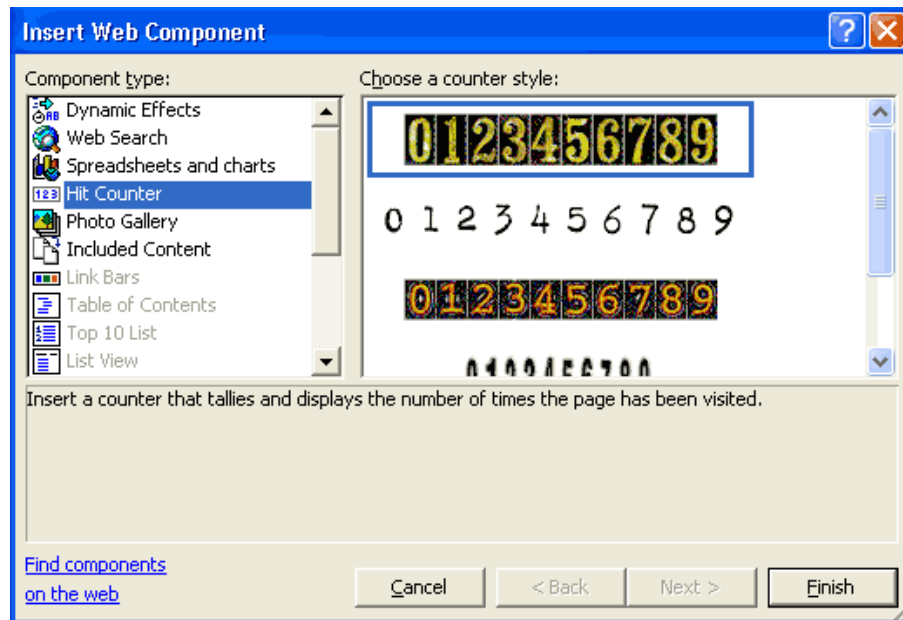 Insert Web Component
Component type:
Dynamic Effects
Web Search
Spreadsheets and charts
Hit Counter
Photo Gallery
Included Content
Link Bars
Table of Contents
Top 10 List
List View
Choose a counter style:
0123456789
0 1 2 3 4 5 6 7 8 9
0123456789
Insert a counter that tallies and displays the number of times the page has been visited.
Find components
on the web
Cancel
< Back
Next >
Finish